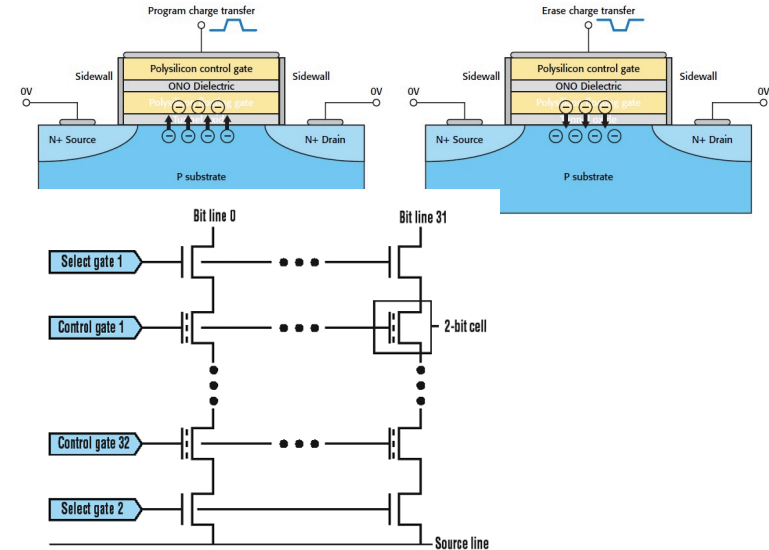 Program charge transfer
Polysilicon control gate
ONO Dielectric
Sidewall
Sidewall
0V
0V
N+ Source
N+ Drain
P substrate
Erase charge transfer
Polysilicon control gate
ONO Dielectric
Sidewall
Sidewall
0V
0V
N+ Source
N+ Drain
P substrate
Bit line 0
Bit line 31
Select gate 1
Control gate 1
2-bit cell
Control gate 32
Select gate 2
Source line